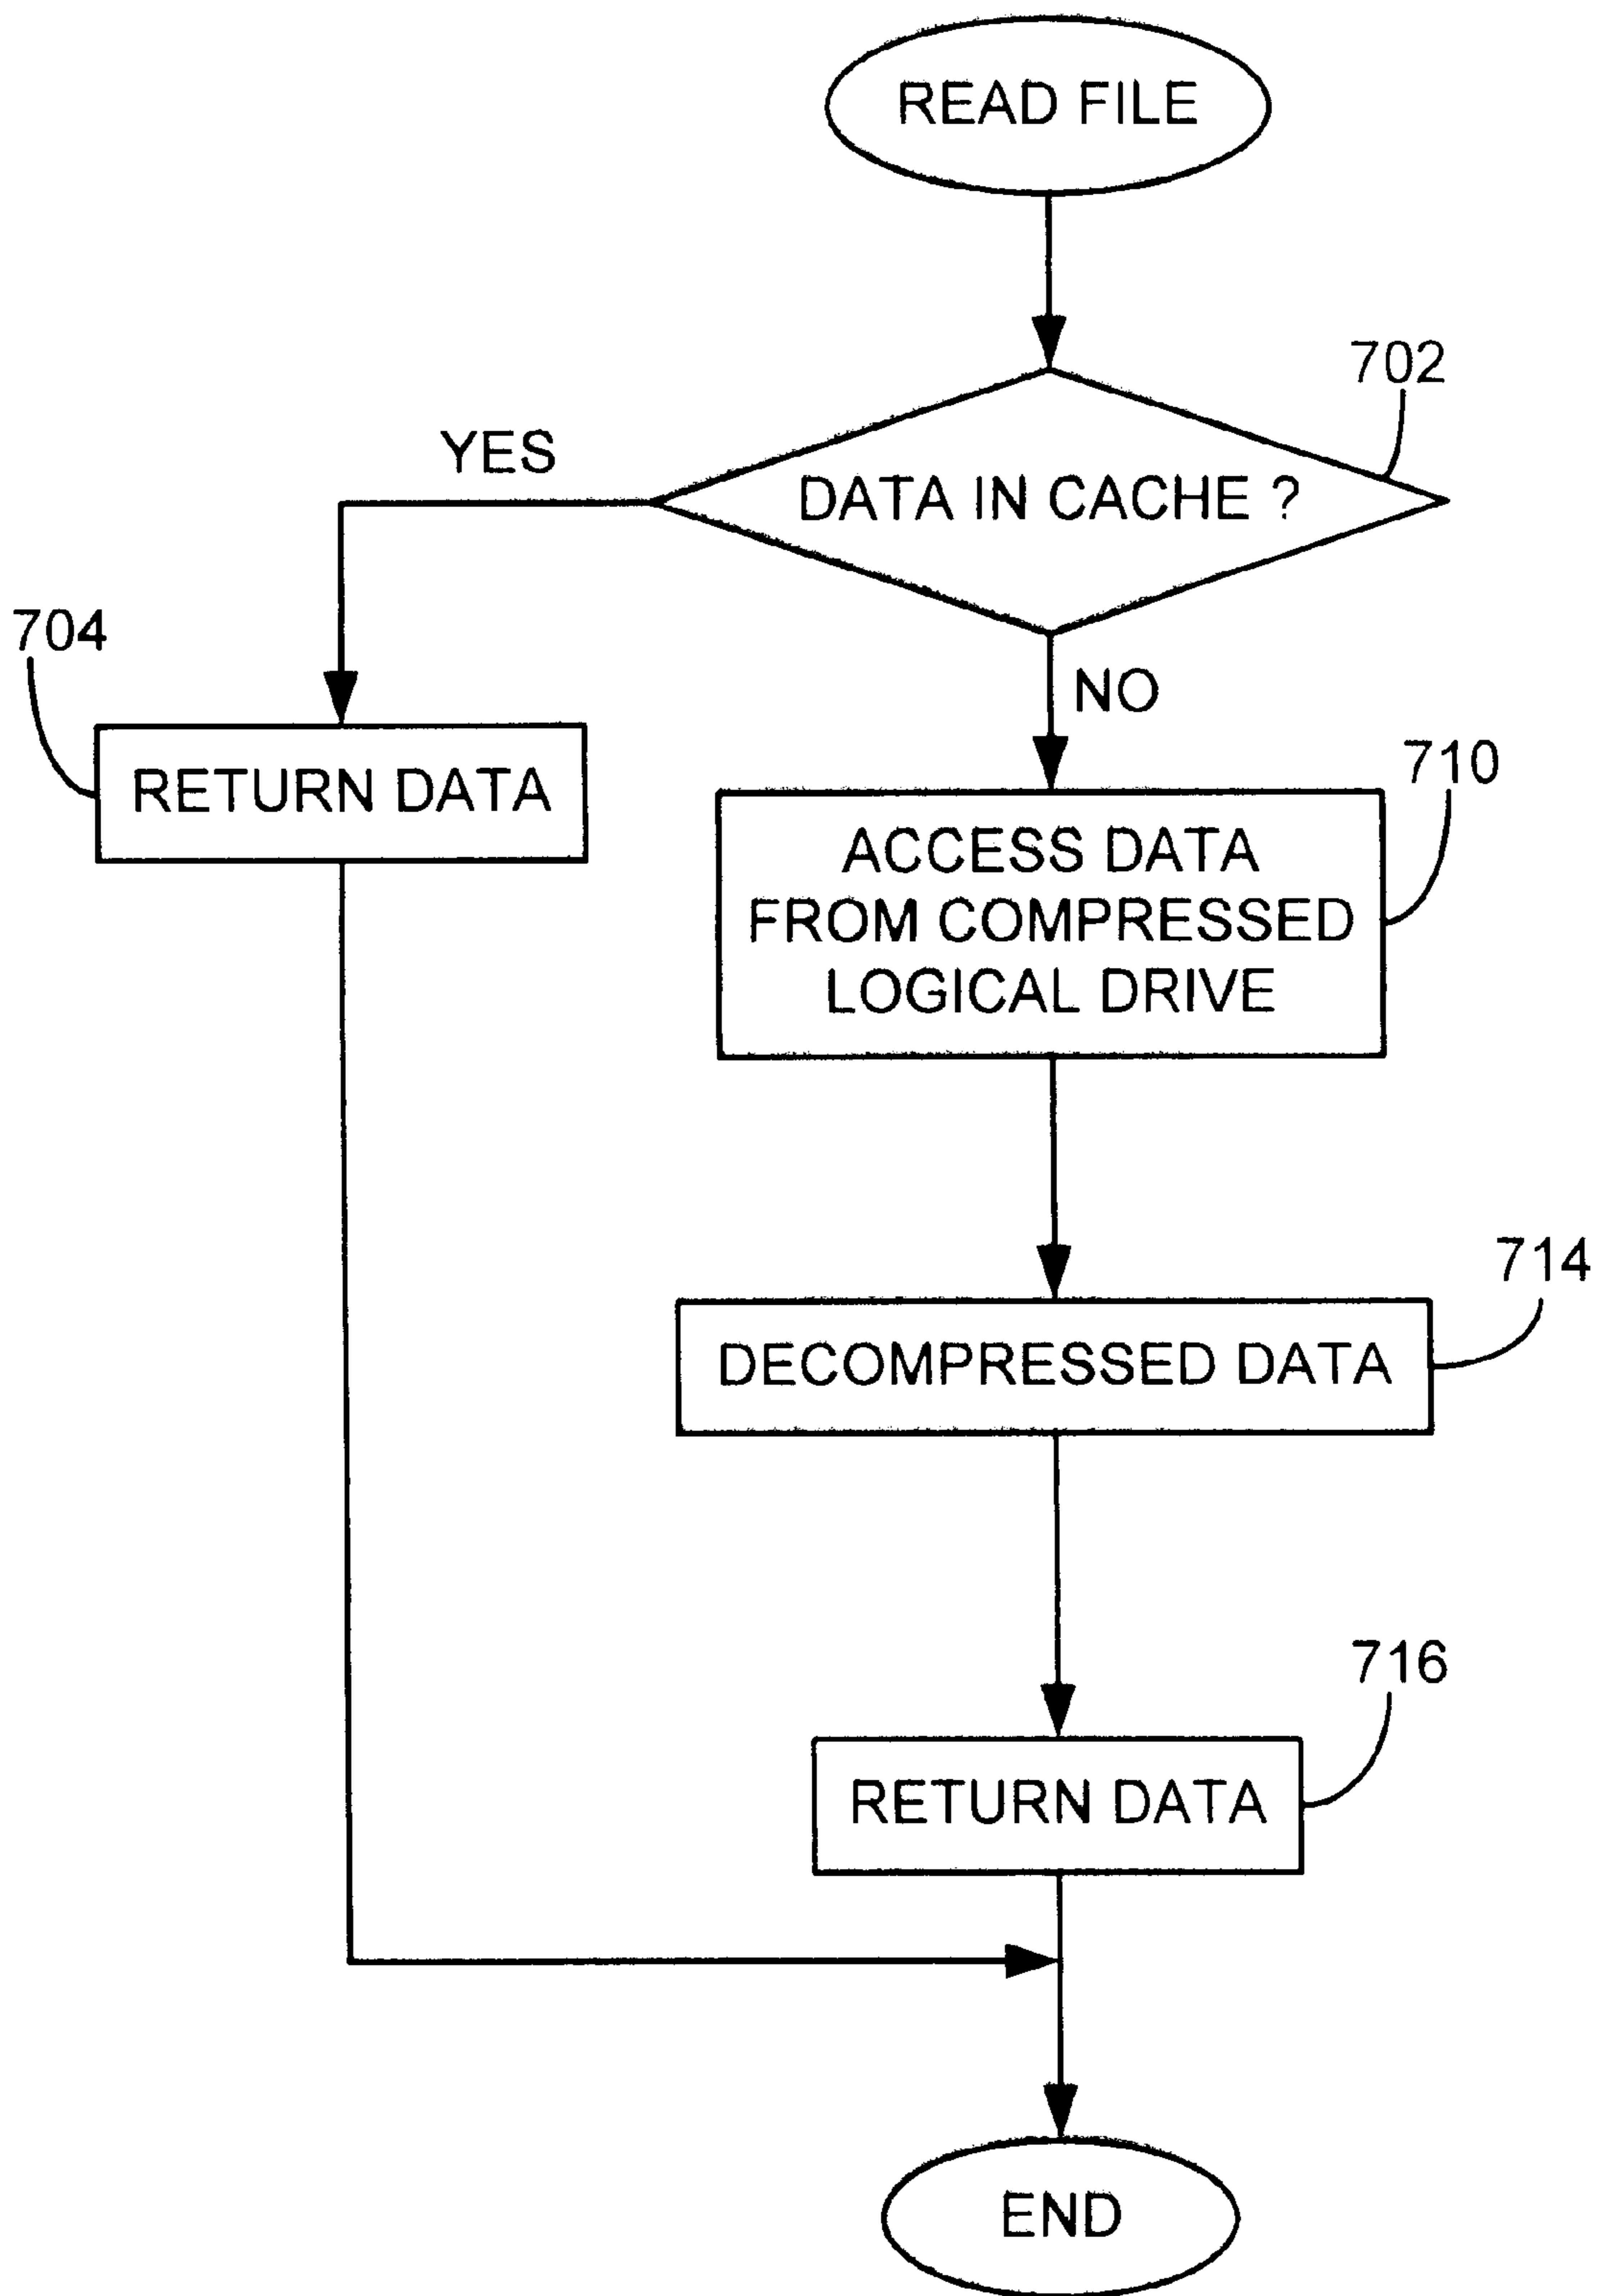 READ FILE
702
YES
DATA IN CACHE ?
704
NO
RETURN DATA
710
ACCESS DATA
FROM COMPRESSED
LOGICAL DRIVE
714
DECOMPRESSED DATA
716
RETURN DATA
END